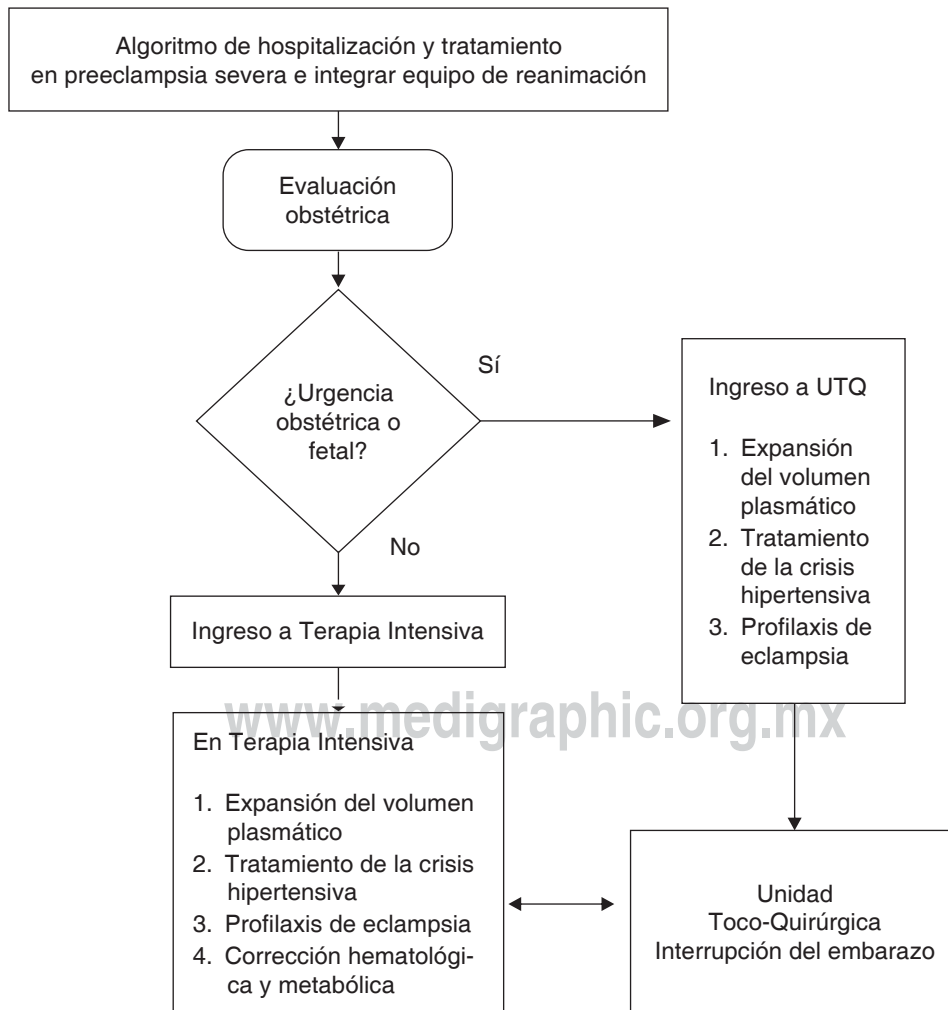 Algoritmo de hospitalización y tratamiento
en preeclampsia severa e integrar equipo de reanimación
Evaluación
obstétrica
¿Urgencia
obstétrica o
fetal?
Sí
No
Ingreso a UTQ
1. Expansión
del volumen
plasmático
2. Tratamiento
de la crisis
hipertensiva
3. Profilaxis de
eclampsia
Ingreso a Terapia Intensiva
www.medigraphic.org.mx
En Terapia Intensiva
1. Expansión del volumen
plasmático
2. Tratamiento de la crisis
hipertensiva
3. Profilaxis de eclampsia
4. Corrección hematológi-
ca y metabólica
Unidad
Toco-Quirúrgica
Interrupción del embarazo